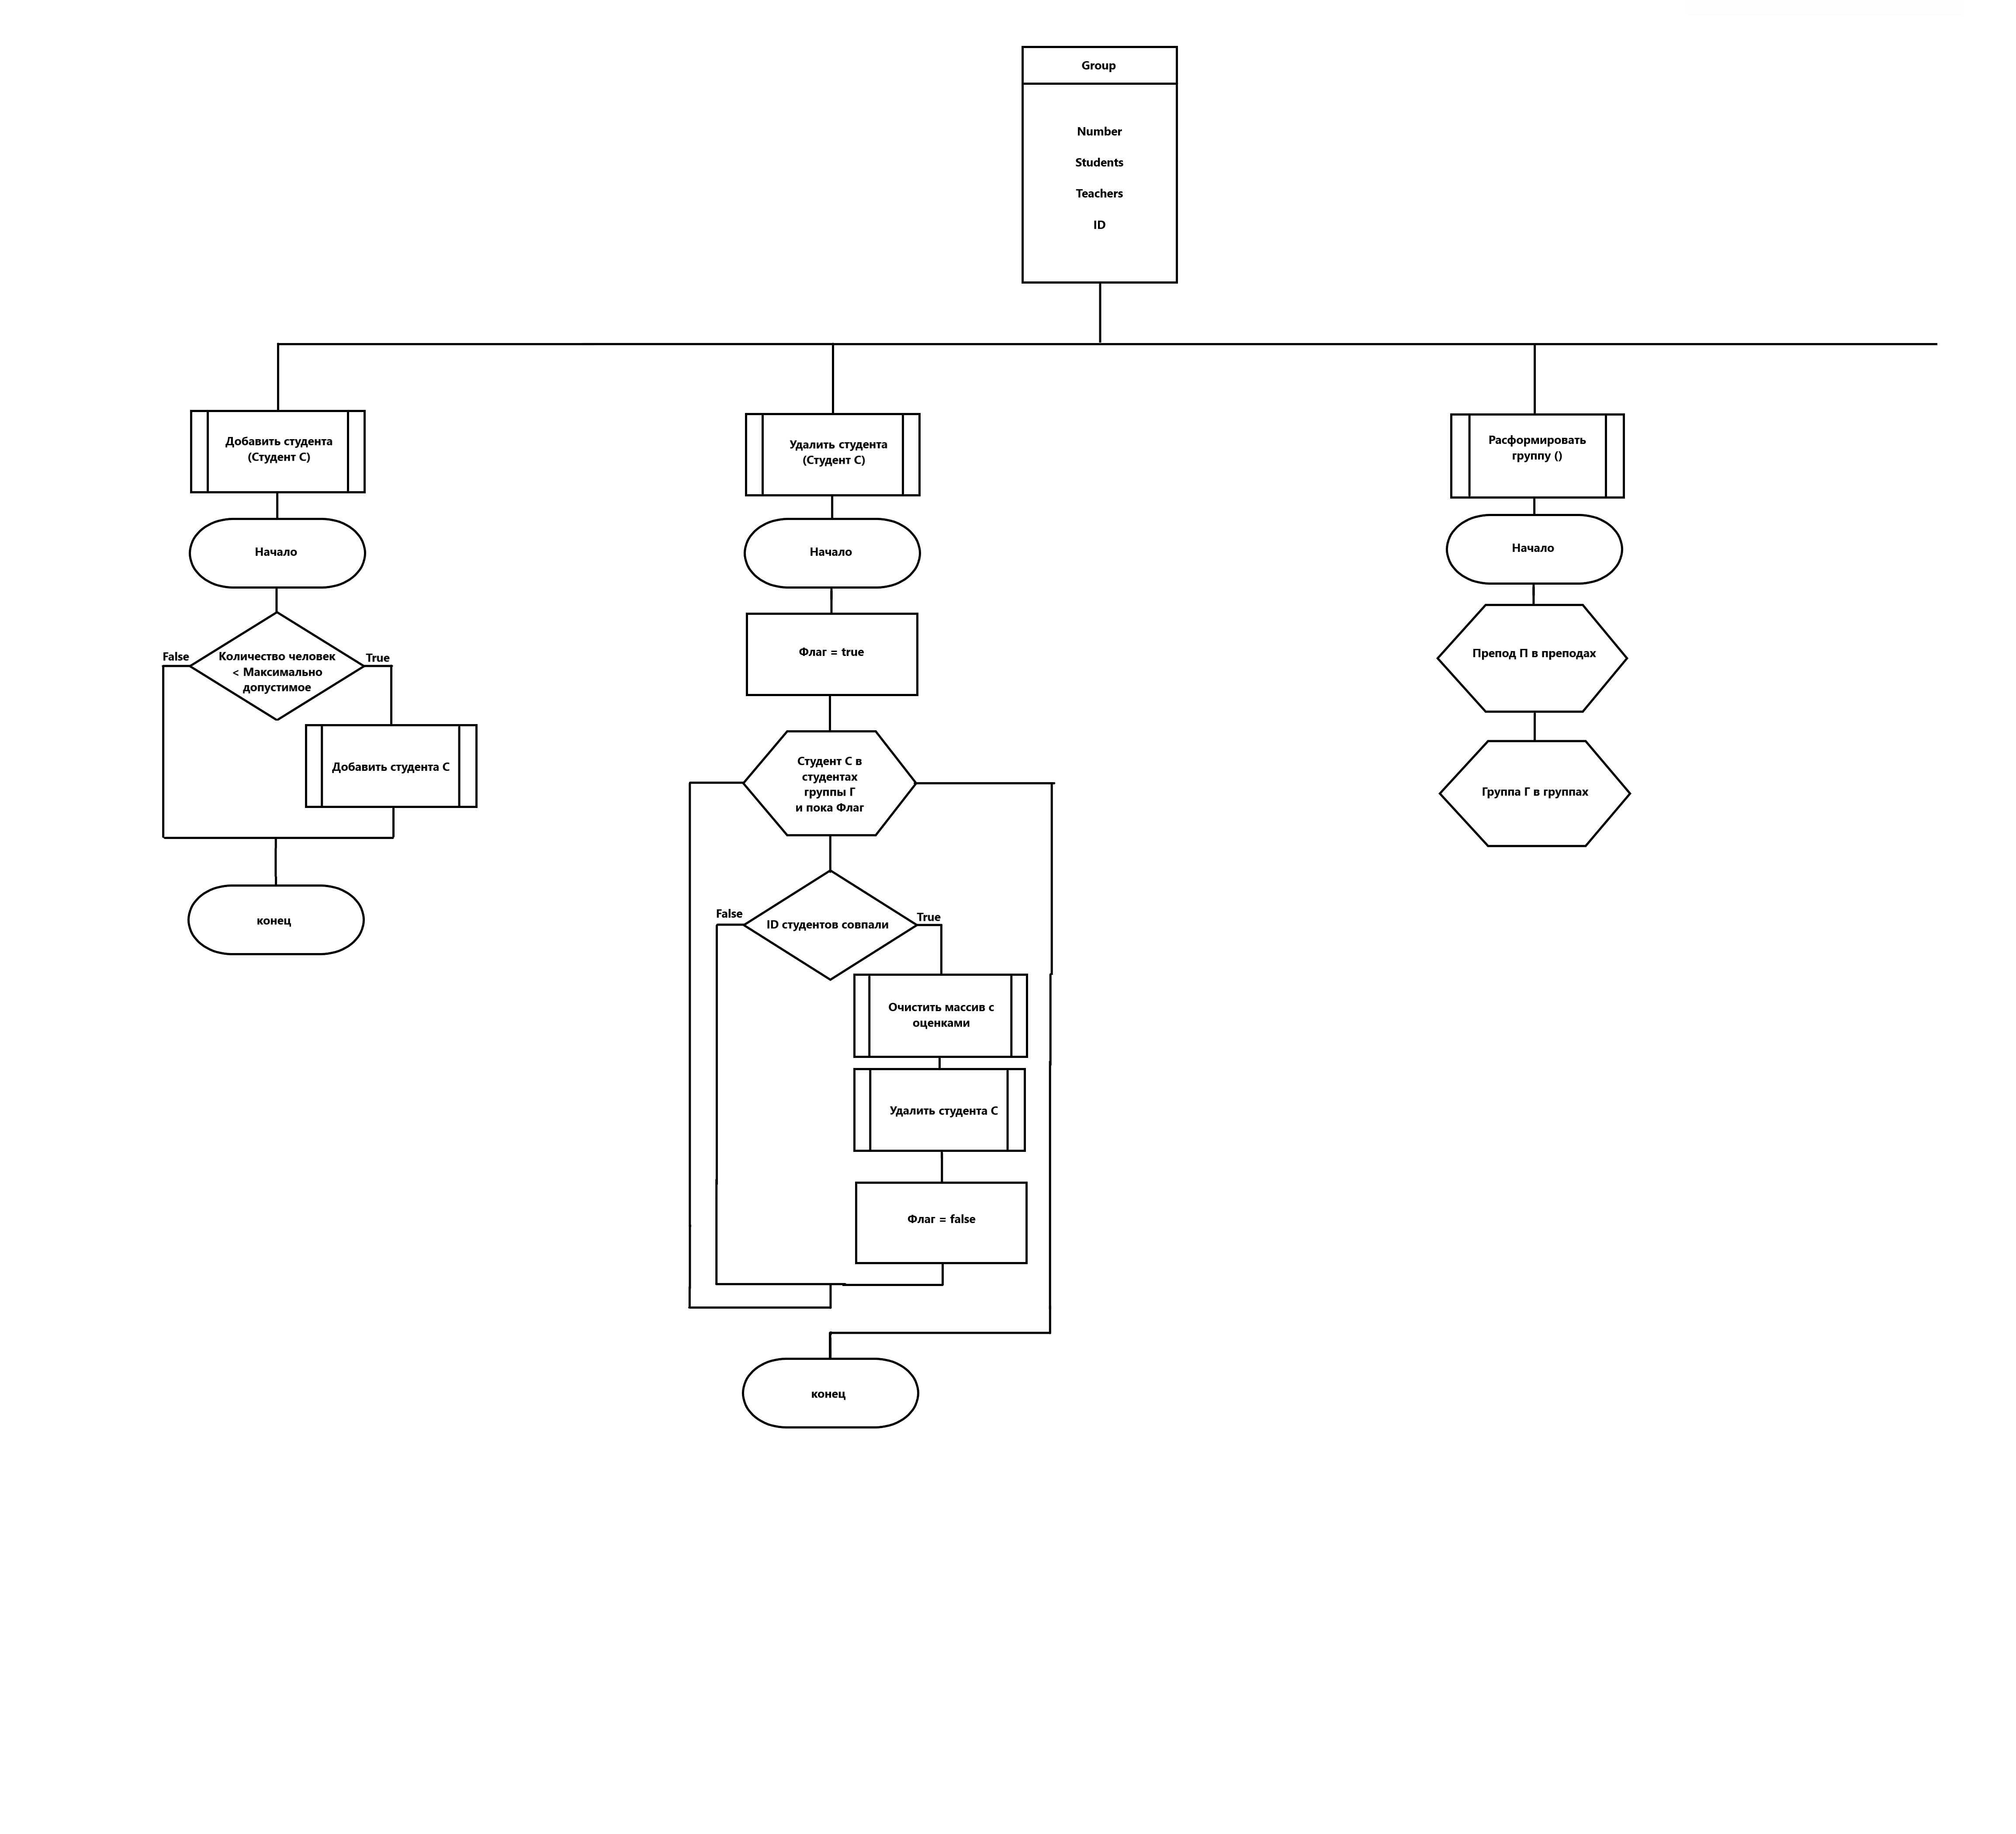 Group
Number
Students
Teachers
ID
Добавить студента
(Студент С)
Начало
Количество человек
< Максимально
допустимое
False
True
Добавить студента С
конец
Удалить студента
(Студент С)
Начало
Флаг = true
Студент С в
студентах
группы Г
и пока Флаг
ID студентов совпали
False
True
Очистить массив с
оценками
Удалить студента С
Флаг = false
конец
Расформировать
группу ()
Начало
Препод П в преподах
Группа Г в группах